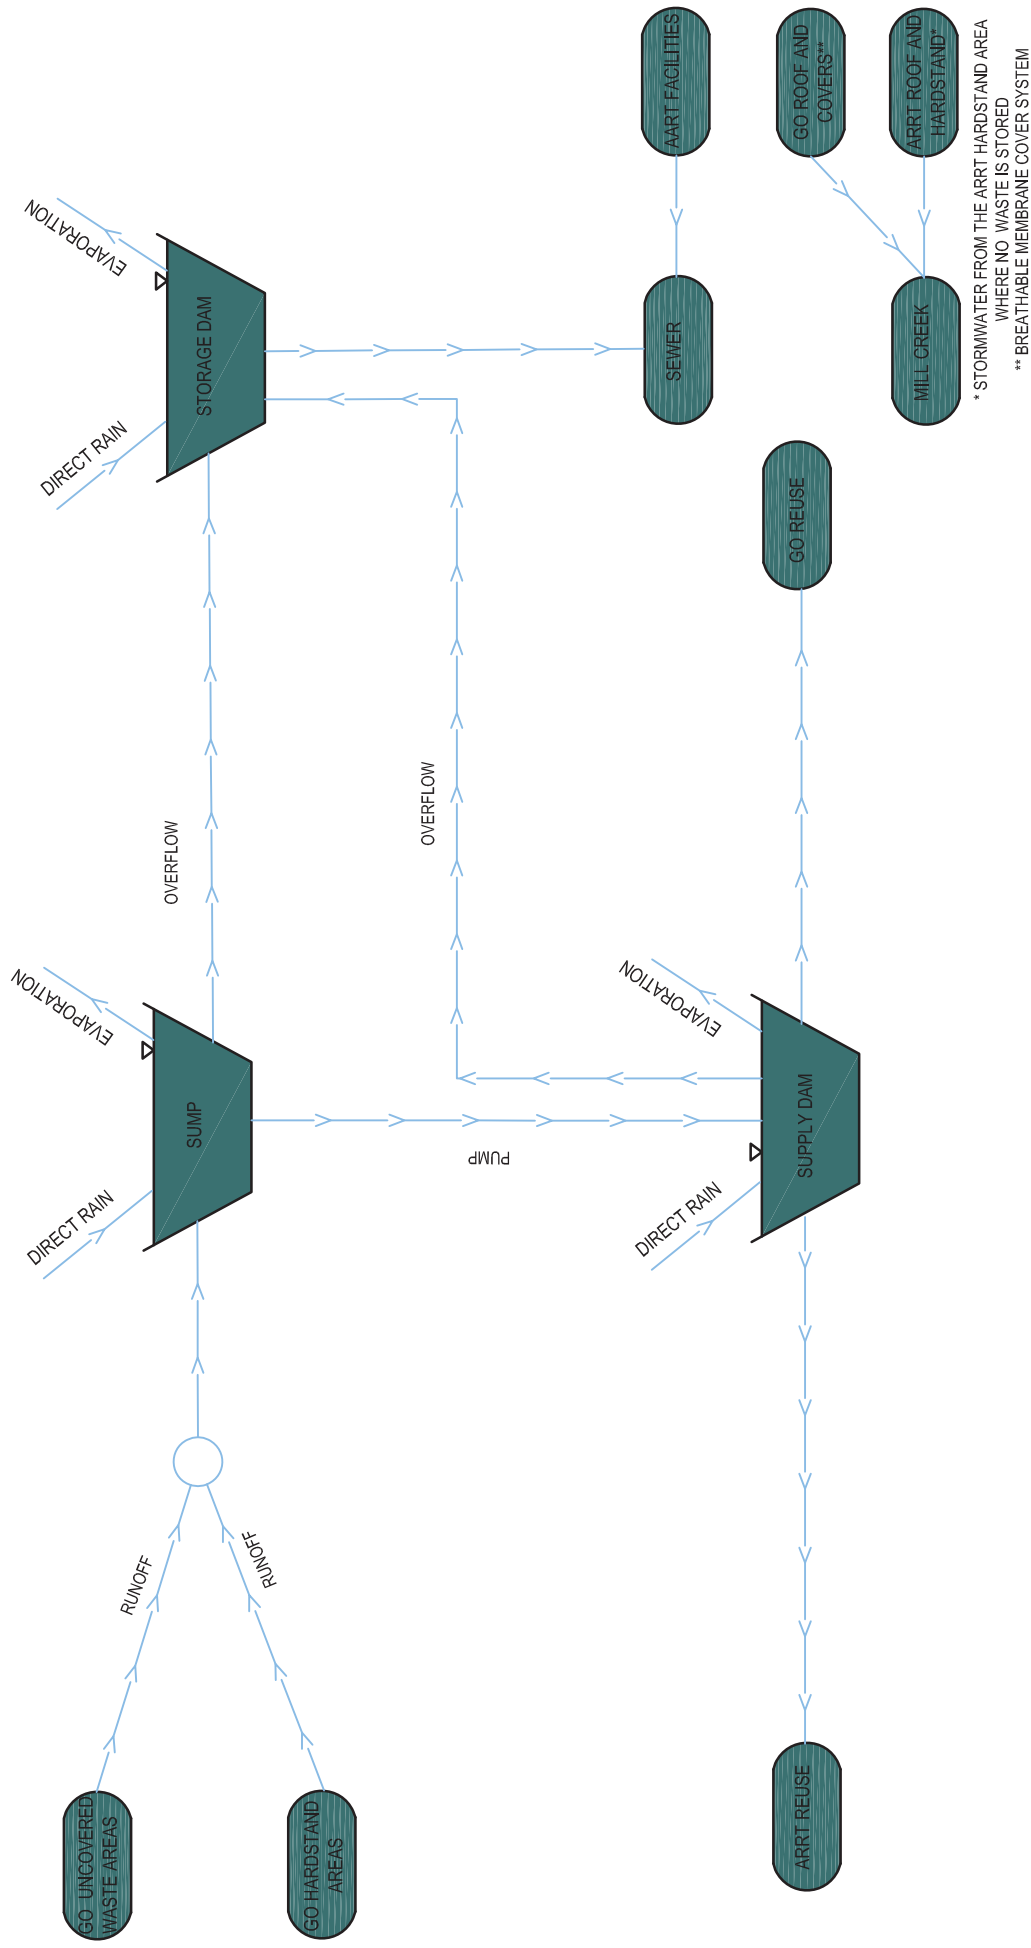 GO UNCOVERED
WASTE AREAS
GO HARDSTAND
AREAS
RUNOFF
RUNOFF
DIRECT RAIN
SUMP
EVAPORATION
OVERFLOW
DIRECT RAIN
STORAGE DAM
EVAPORATION
OVERFLOW
PUMP
ARRT REUSE
DIRECT RAIN
SUPPLY DAM
EVAPORATION
GO REUSE
SEWER
AART FACILITIES
MILL CREEK
GO ROOF AND
COVERS**
ARRT ROOF AND
HARDSTAND*
* STORMWATER FROM THE ARRT HARDSTAND AREA
WHERE NO WASTE IS STORED
** BREATHABLE MEMBRANE COVER SYSTEM